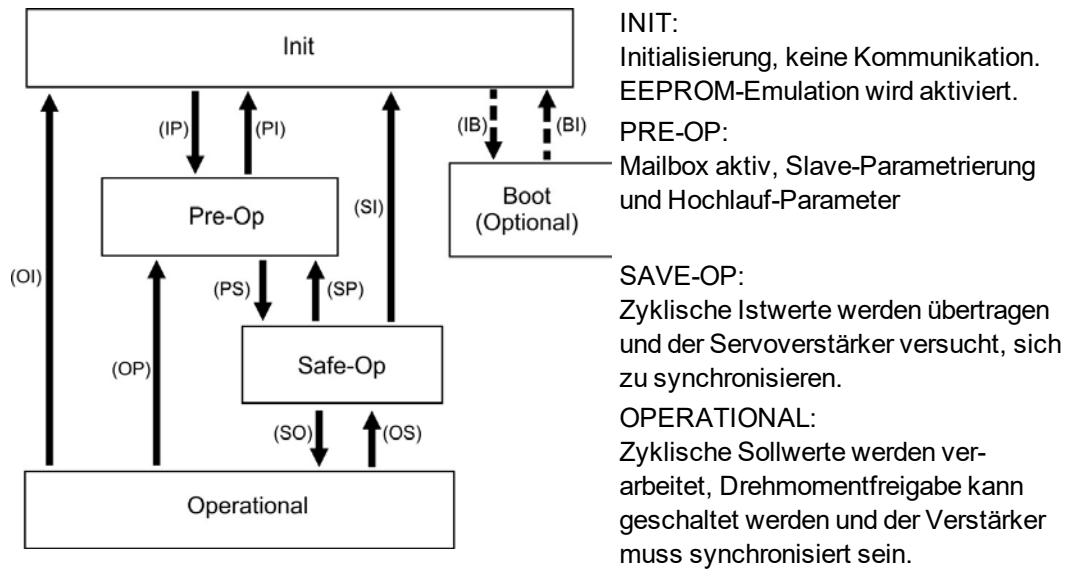 Init
(IP)
(PI)
(IB)
(BI)
Pre-Op
(SI)
Boot
(Optional)
(OI)
(PS)
(SP)
(OP)
Safe-Op
(SO)
(OS)
Operational
INIT:
Initialisierung, keine Kommunikation.
EEPROM-Emulation wird aktiviert.
PRE-OP:
Mailbox aktiv, Slave-Parametrierung
und Hochlauf-Parameter
SAVE-OP:
Zyklische Istwerte werden übertragen
und der Servoverstärker versucht, sich
zu synchronisieren.
OPERATIONAL:
Zyklische Sollwerte werden ver-
arbeitet, Drehmomentfreigabe kann
geschaltet werden und der Verstärker
muss synchronisiert sein.